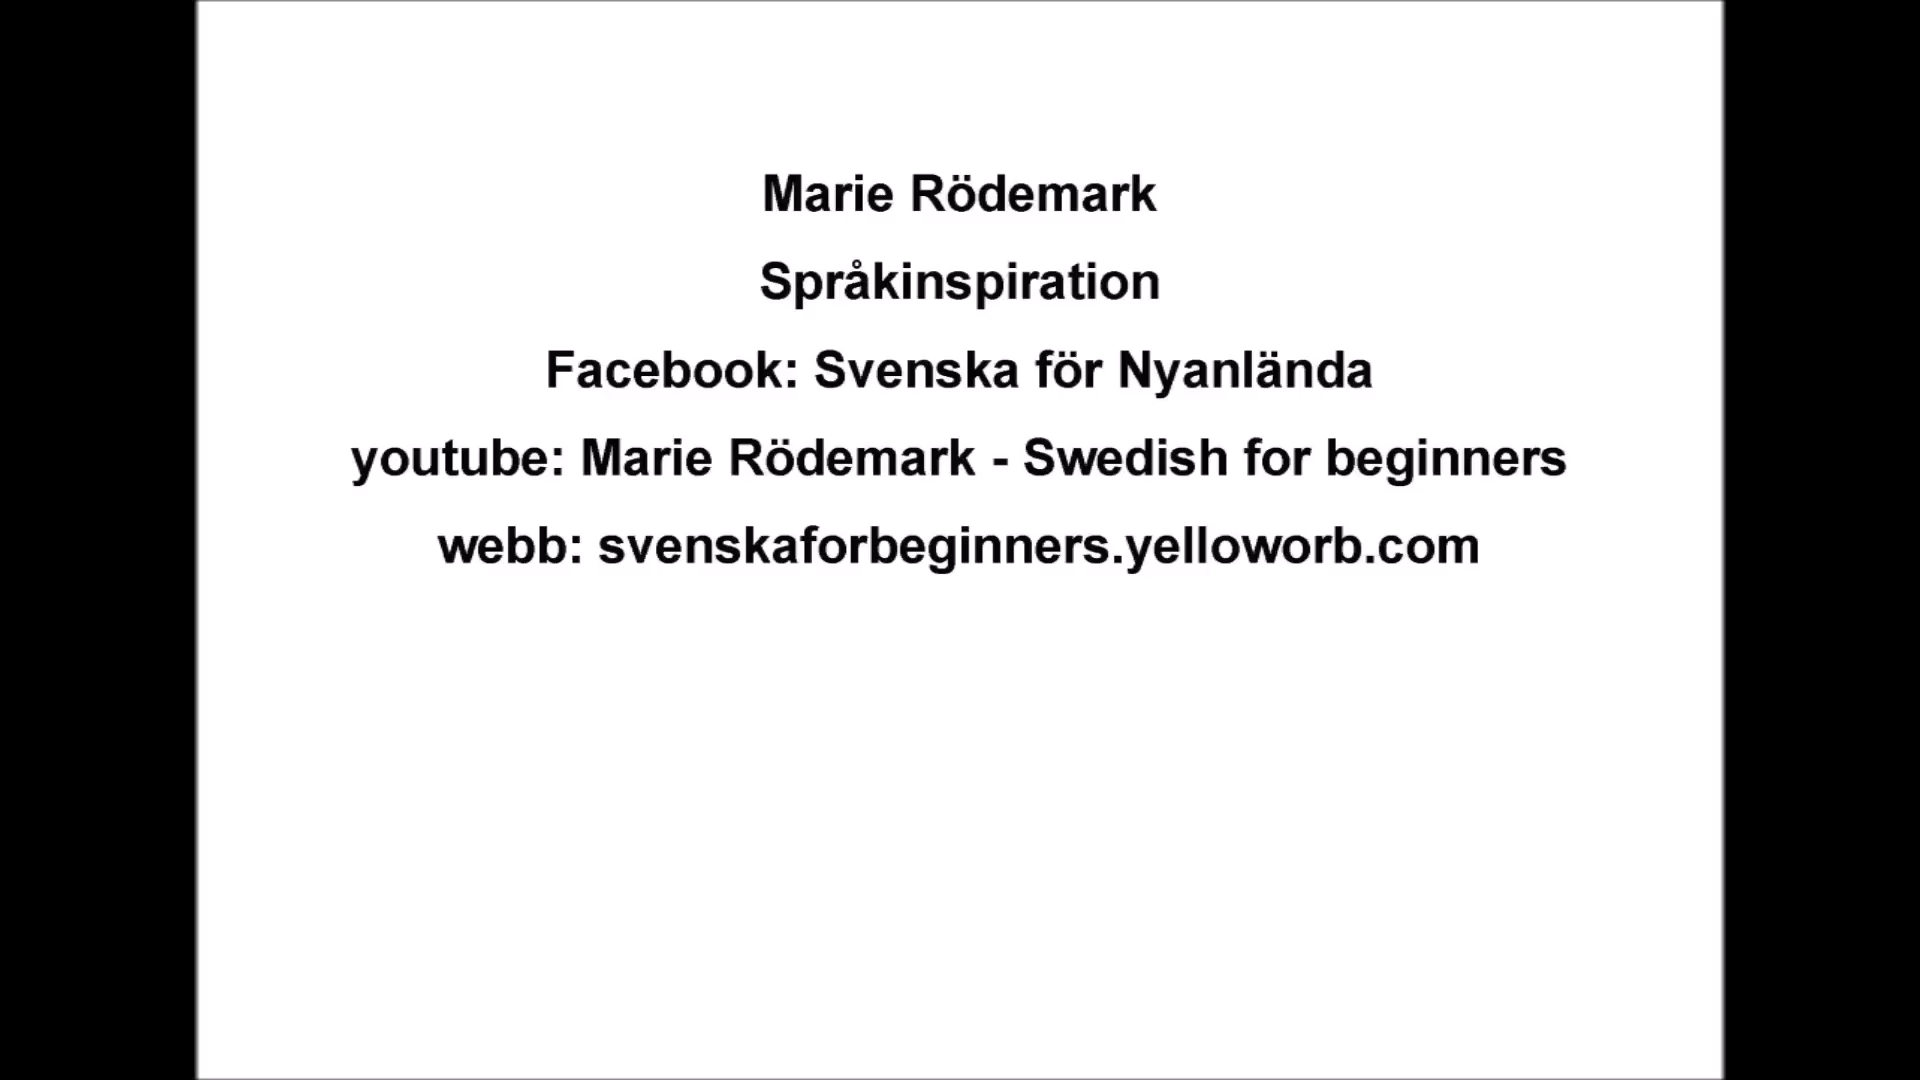 Marie Rödemark
Språkinspiration
Facebook: Svenska för Nyanlända
youtube: Marie Rödemark - Swedish for beginners
webb: svenskaforbeginners.yelloworb.com